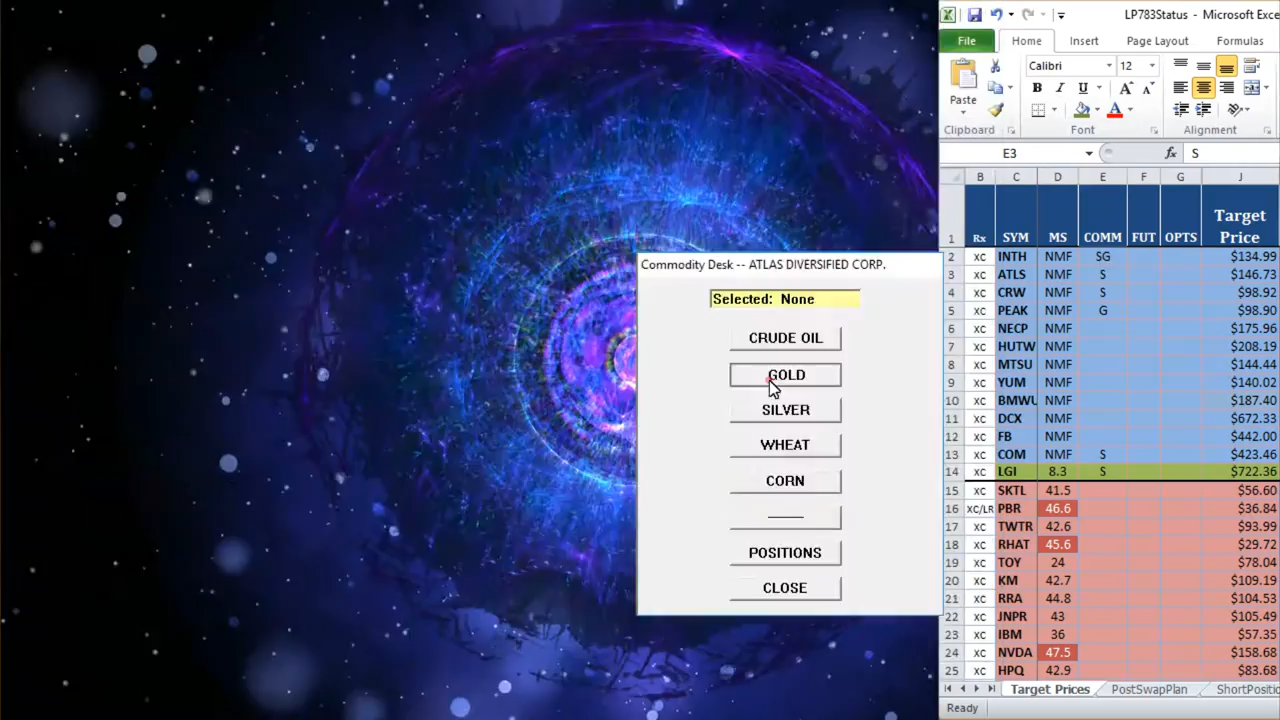 LP783Status - Microsoft Exce
File Home Insert Page Layout Formulas
Calibri 12
Paste
B I U A A
A
Clipboard Font Alignment
E3 fx S
B C D E F G J
1 Rx SYM MS COMM FUT OPTS Target Price
2 XC INTH NMF SG $134.99
3 XC ATLS NMF S $146.73
4 XC CRW NMF S $98.92
5 XC PEAK NMF G $98.90
6 XC NECP NMF $175.96
7 XC HUTW NMF $208.19
8 XC MTSU NMF $144.44
9 XC YUM NMF $140.02
10 XC BMWU NMF $187.40
11 XC DCX NMF $672.33
12 XC FB NMF $442.00
13 XC COM NMF S $423.46
14 XC LGI 8.3 S $722.36
15 XC SKTL 41.5 $56.60
16 XC/LR PBR 46.6 $36.84
17 XC TWTR 42.6 $93.99
18 XC RHAT 45.6 $29.72
19 XC TOY 24 $78.04
20 XC KM 42.7 $109.19
21 XC RRA 44.8 $104.53
22 XC JNPR 43 $105.49
23 XC IBM 36 $57.35
24 XC NVDA 47.5 $158.68
25 XC HPQ 42.9 $83.68
Target Prices PostSwapPlan ShortPositio
Ready
Commodity Desk -- ATLAS DIVERSIFIED CORP.
Selected: None
CRUDE OIL
GOLD
SILVER
WHEAT
CORN
POSITIONS
CLOSE